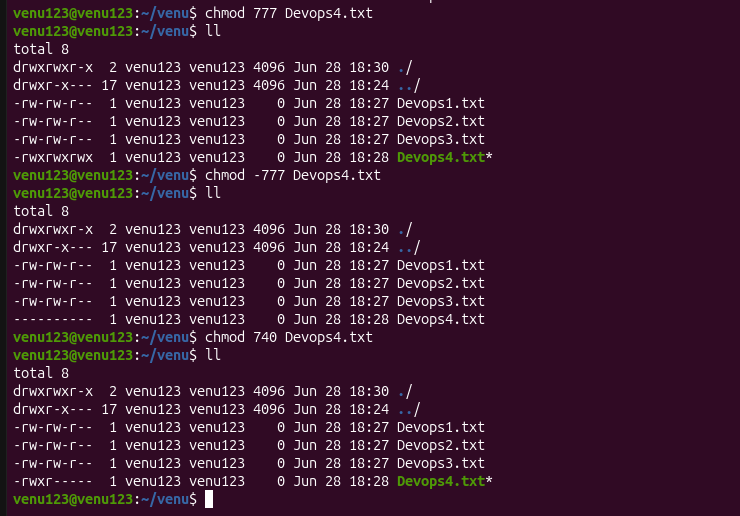 venu123@venu123:~/venu$ chmod 777 Devops4.txt
venu123@venu123:~/venu$ ll
total 8
drwxrwxr-x  2 venu123 venu123 4096 Jun 28 18:30 ./
drwxr-x--- 17 venu123 venu123 4096 Jun 28 18:24 ../
-rw-rw-r--  1 venu123 venu123    0 Jun 28 18:27 Devops1.txt
-rw-rw-r--  1 venu123 venu123    0 Jun 28 18:27 Devops2.txt
-rw-rw-r--  1 venu123 venu123    0 Jun 28 18:27 Devops3.txt
-rwxrwxrwx  1 venu123 venu123    0 Jun 28 18:28 Devops4.txt*
venu123@venu123:~/venu$ chmod -777 Devops4.txt
venu123@venu123:~/venu$ ll
total 8
drwxrwxr-x  2 venu123 venu123 4096 Jun 28 18:30 ./
drwxr-x--- 17 venu123 venu123 4096 Jun 28 18:24 ../
-rw-rw-r--  1 venu123 venu123    0 Jun 28 18:27 Devops1.txt
-rw-rw-r--  1 venu123 venu123    0 Jun 28 18:27 Devops2.txt
-rw-rw-r--  1 venu123 venu123    0 Jun 28 18:27 Devops3.txt
----------  1 venu123 venu123    0 Jun 28 18:28 Devops4.txt
venu123@venu123:~/venu$ chmod 740 Devops4.txt
venu123@venu123:~/venu$ ll
total 8
drwxrwxr-x  2 venu123 venu123 4096 Jun 28 18:30 ./
drwxr-x--- 17 venu123 venu123 4096 Jun 28 18:24 ../
-rw-rw-r--  1 venu123 venu123    0 Jun 28 18:27 Devops1.txt
-rw-rw-r--  1 venu123 venu123    0 Jun 28 18:27 Devops2.txt
-rw-rw-r--  1 venu123 venu123    0 Jun 28 18:27 Devops3.txt
-rwxr-----  1 venu123 venu123    0 Jun 28 18:28 Devops4.txt*
venu123@venu123:~/venu$